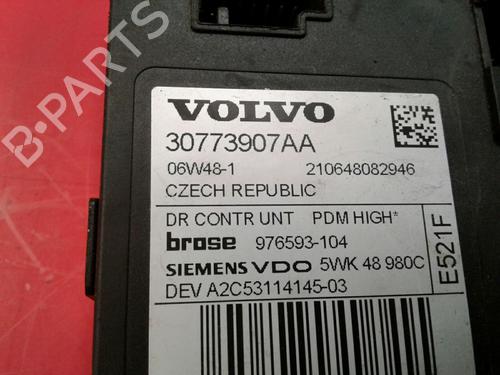 VOLVO
30773907AA
06W48-1 210648082946
CZECH REPUBLIC
DR CONTR UNT PDM HIGH*
brose 976593-104
SIEMENS VDO 5WK 48 980C
DEV A2C53114145-03
E521F
B-PARTS